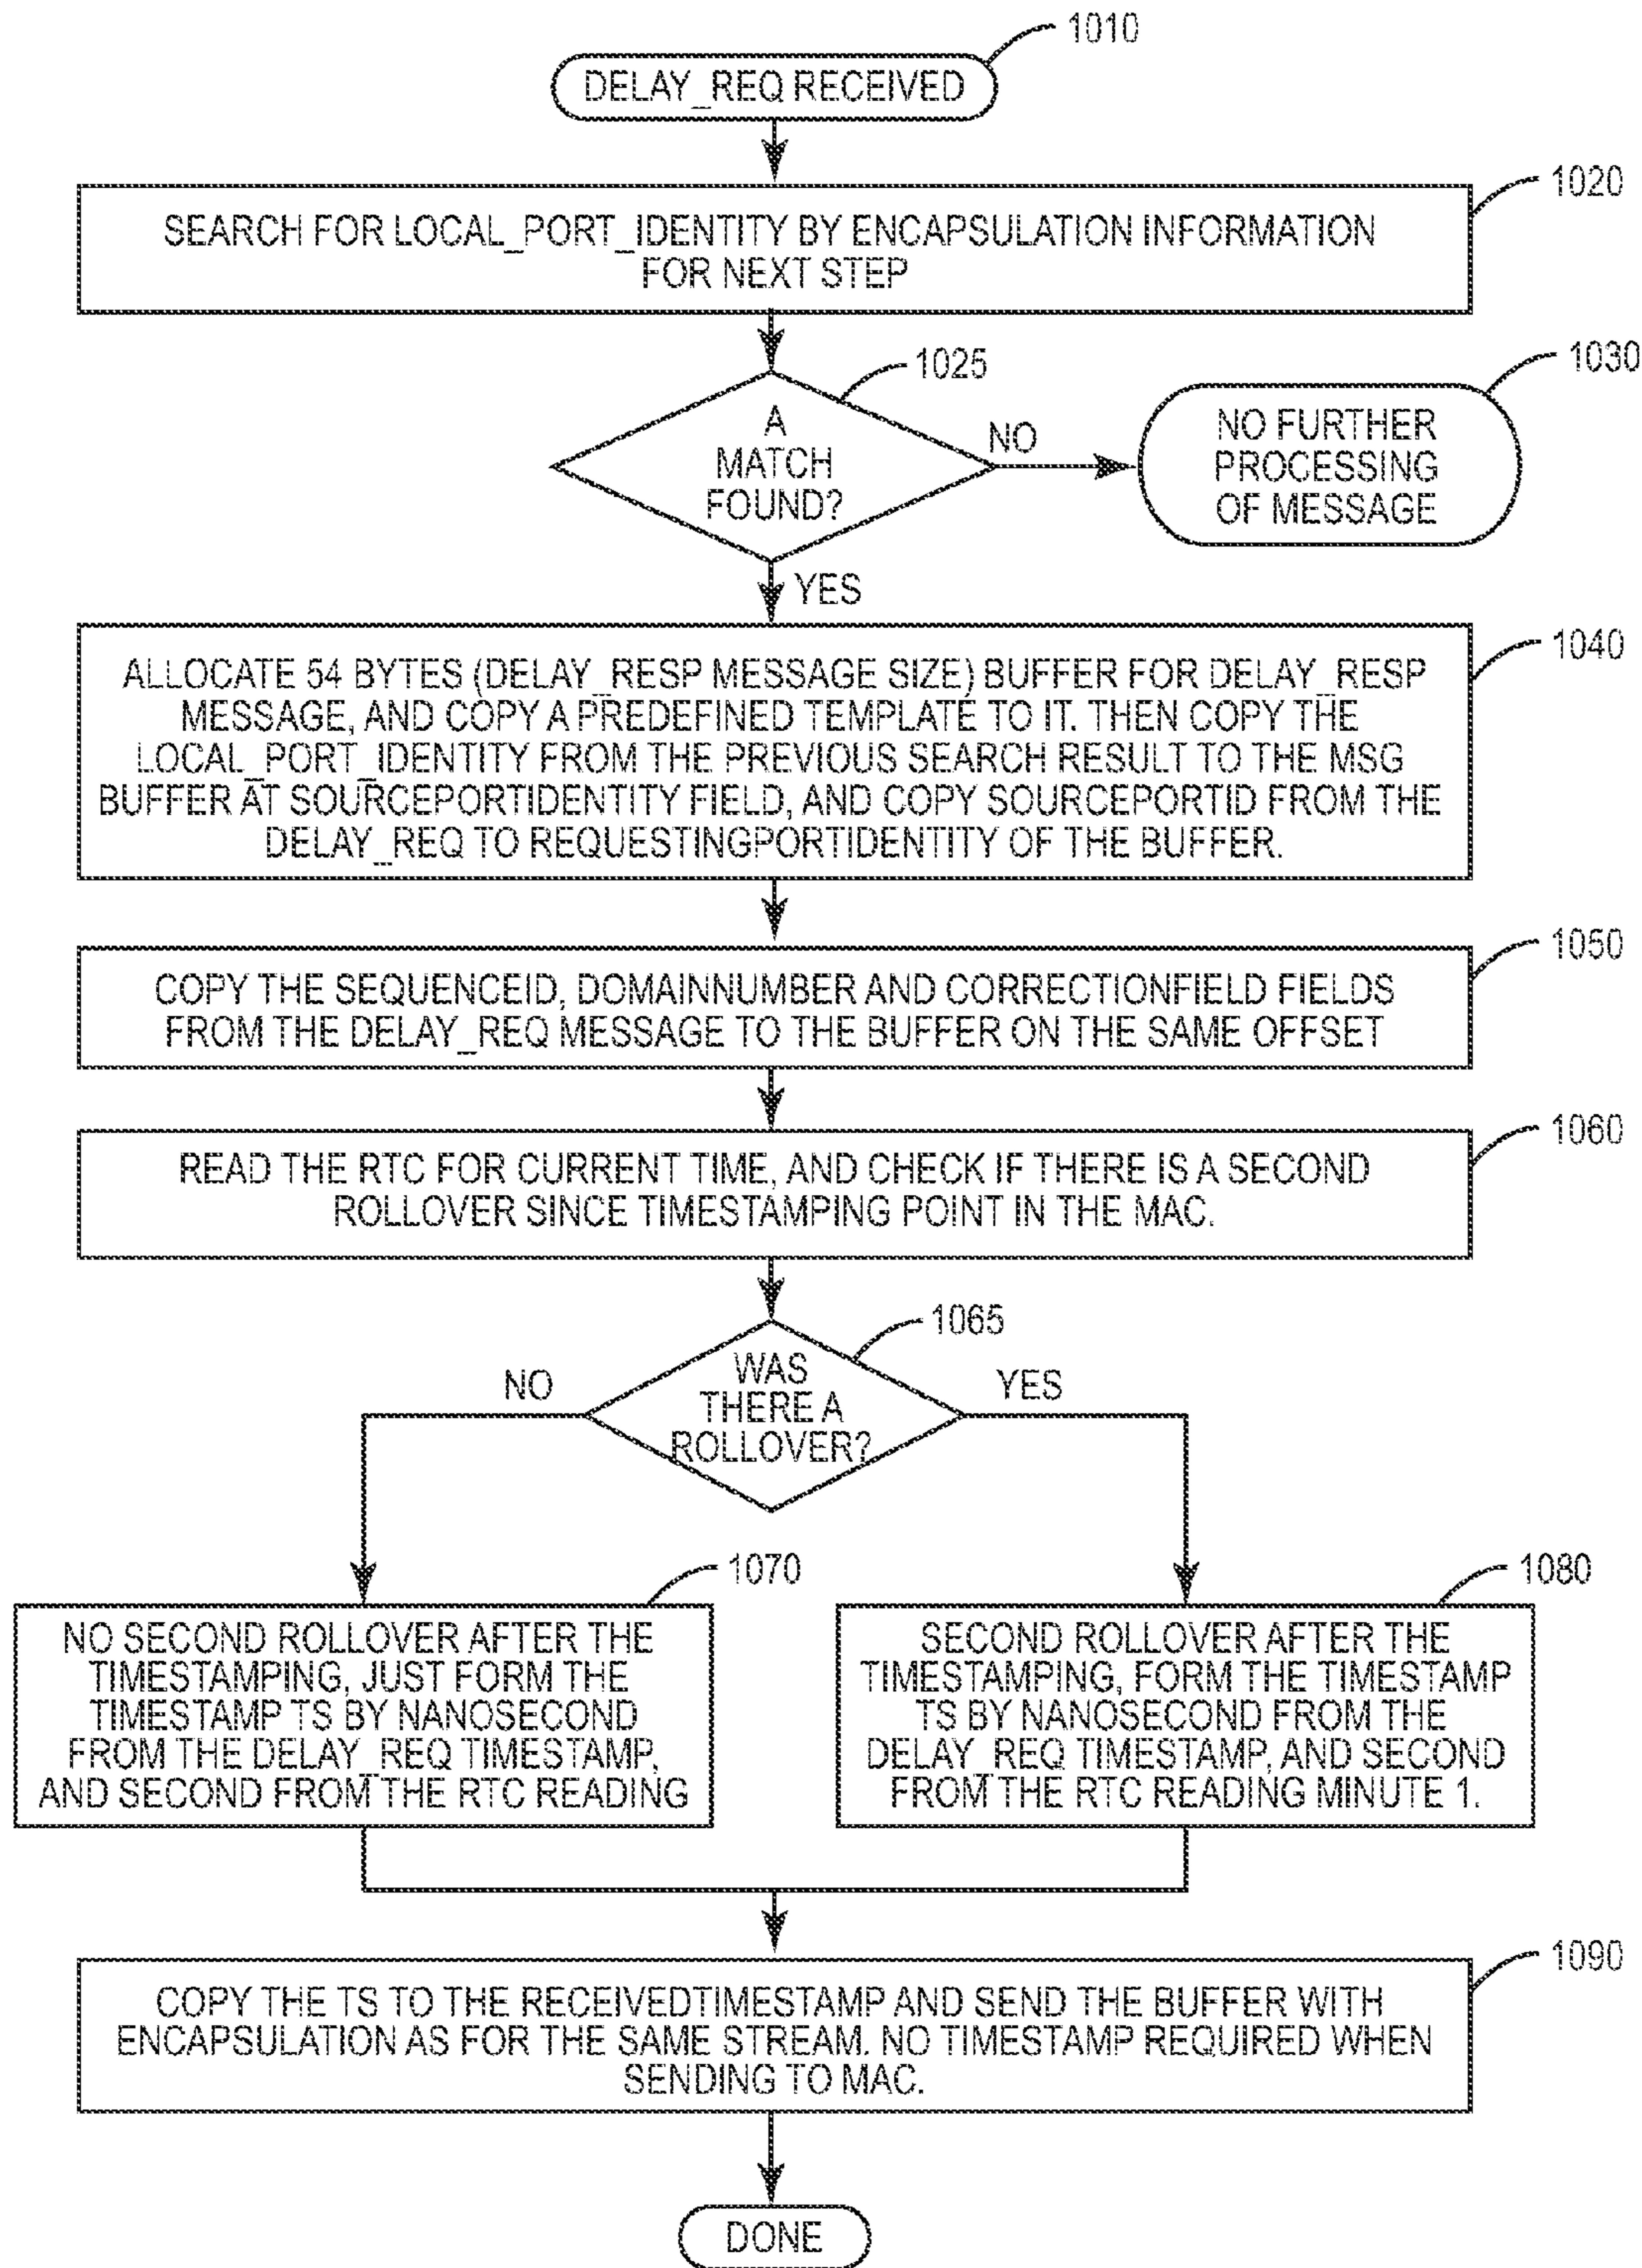 1010
DELAY_REQ RECEIVED
1020
SEARCH FOR LOCAL_PORT_IDENTITY BY ENCAPSULATION INFORMATION
FOR NEXT STEP
1025
1030
A
MATCH
FOUND?
NO
NO FURTHER
PROCESSING
OF MESSAGE
YES
1040
ALLOCATE 54 BYTES (DELAY_RESP MESSAGE SIZE) BUFFER FOR DELAY_RESP
MESSAGE, AND COPY A PREDEFINED TEMPLATE TO IT. THEN COPY THE
LOCAL_PORT_IDENTITY FROM THE PREVIOUS SEARCH RESULT TO THE MSG
BUFFER AT SOURCEPORTIDENTITY FIELD, AND COPY SOURCEPORTID FROM THE
DELAY_REQ TO REQUESTINGPORTIDENTITY OF THE BUFFER.
1050
COPY THE SEQUENCEID, DOMAINNUMBER AND CORRECTIONFIELD FIELDS
FROM THE DELAY_REQ MESSAGE TO THE BUFFER ON THE SAME OFFSET
1060
READ THE RTC FOR CURRENT TIME, AND CHECK IF THERE IS A SECOND
ROLLOVER SINCE TIMESTAMPING POINT IN THE MAC.
1065
WAS
THERE A
ROLLOVER?
NO
YES
1070
NO SECOND ROLLOVER AFTER THE
TIMESTAMPING, JUST FORM THE
TIMESTAMP TS BY NANOSECOND
FROM THE DELAY_REQ TIMESTAMP,
AND SECOND FROM THE RTC READING
1080
SECOND ROLLOVER AFTER THE
TIMESTAMPING, FORM THE TIMESTAMP
TS BY NANOSECOND FROM THE
DELAY_REQ TIMESTAMP, AND SECOND
FROM THE RTC READING MINUTE 1.
1090
COPY THE TS TO THE RECEIVEDTIMESTAMP AND SEND THE BUFFER WITH
ENCAPSULATION AS FOR THE SAME STREAM. NO TIMESTAMP REQUIRED WHEN
SENDING TO MAC.
DONE